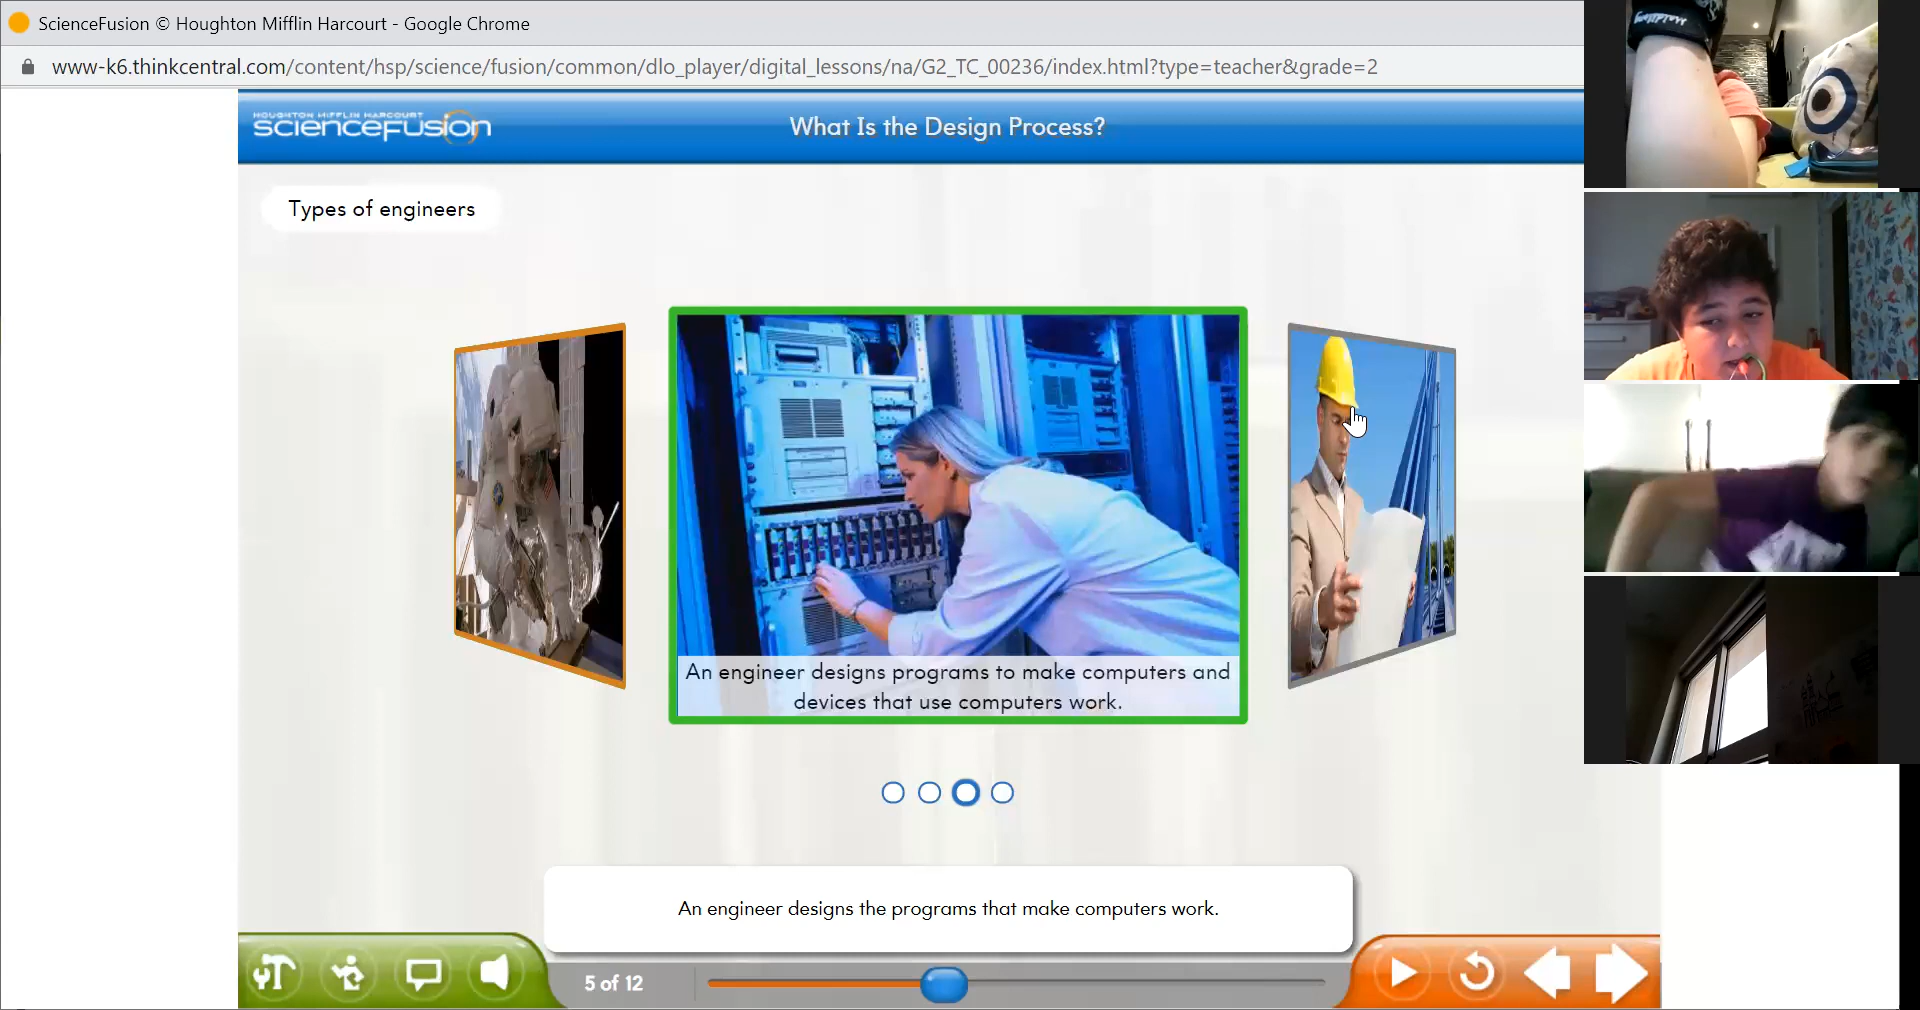 ScienceFusion © Houghton Mifflin Harcourt - Google Chrome
www-k6.thinkcentral.com/content/hsp/science/fusion/common/dlo_player/digital_lessons/na/G2_TC_00236/index.html?type=teacher&grade=2
HOUGHTON MIFFLIN HARCOURT
scienceFusion
What Is the Design Process?
Types of engineers
An engineer designs programs to make computers and
devices that use computers work.
An engineer designs the programs that make computers work.
5 of 12